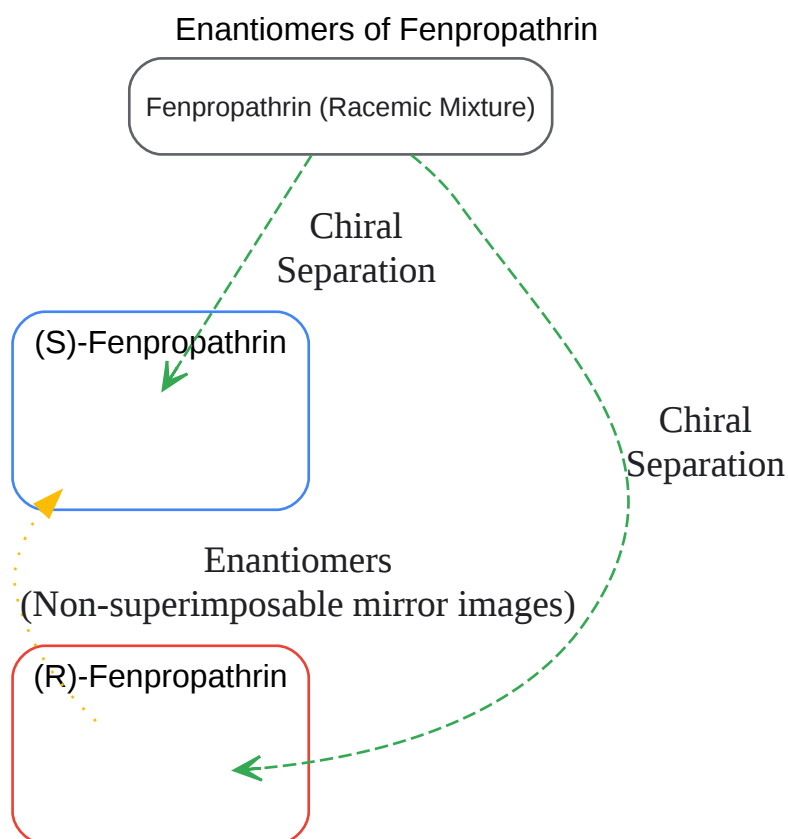 Enantiomers of Fenpropathrin
Fenpropathrin (Racemic Mixture)
Chiral
Separation
(S)-Fenpropathrin
Chiral
Separation
Enantiomers
(Non-superimposable mirror images)
(R)-Fenpropathrin